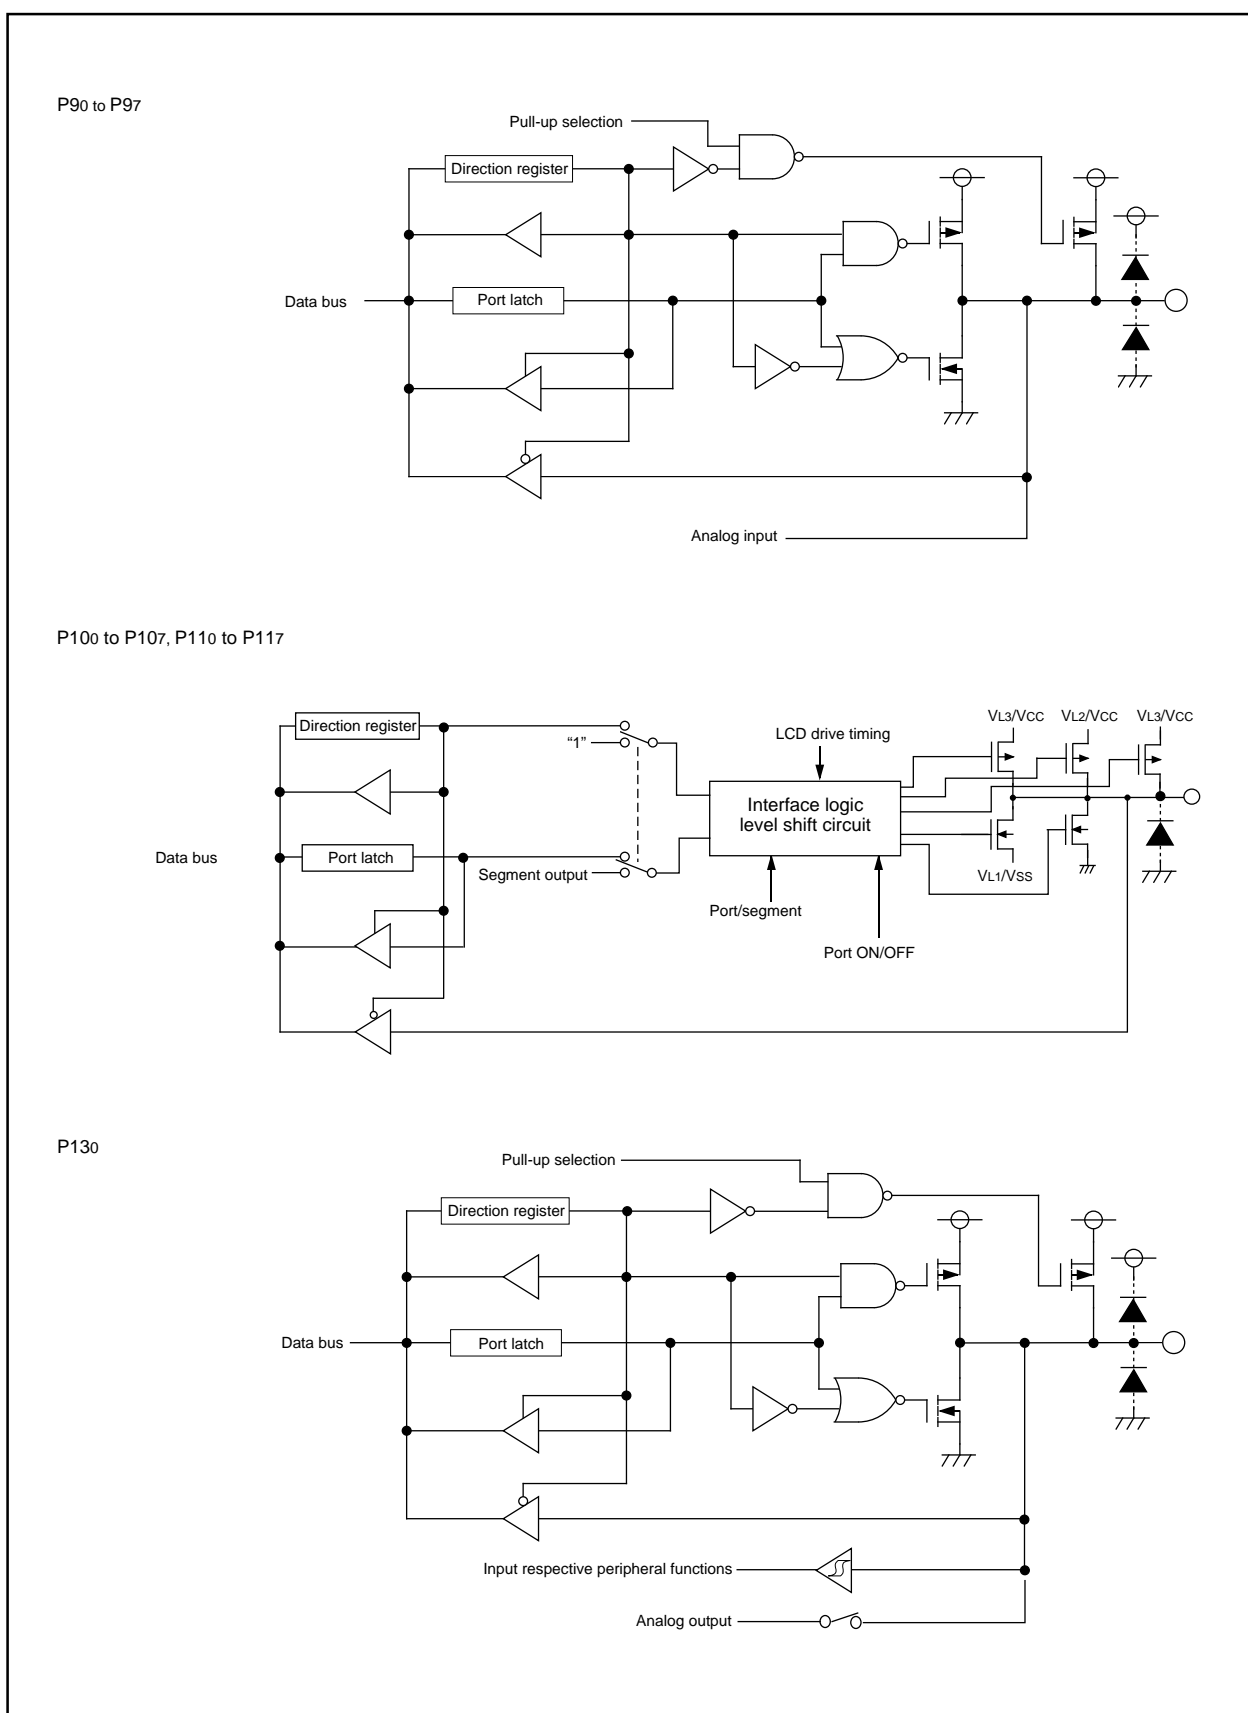 P90 to P97
Pull-up selection
Direction register
Data bus
Port latch
Analog input
P100 to P107, P110 to P117
Direction register
"1"
LCD drive timing
VL3/VCC
VL2/VCC
VL3/VCC
Interface logic
level shift circuit
Data bus
Port latch
Segment output
VL1/VSS
Port/segment
Port ON/OFF
P130
Pull-up selection
Direction register
Data bus
Port latch
Input respective peripheral functions
Analog output